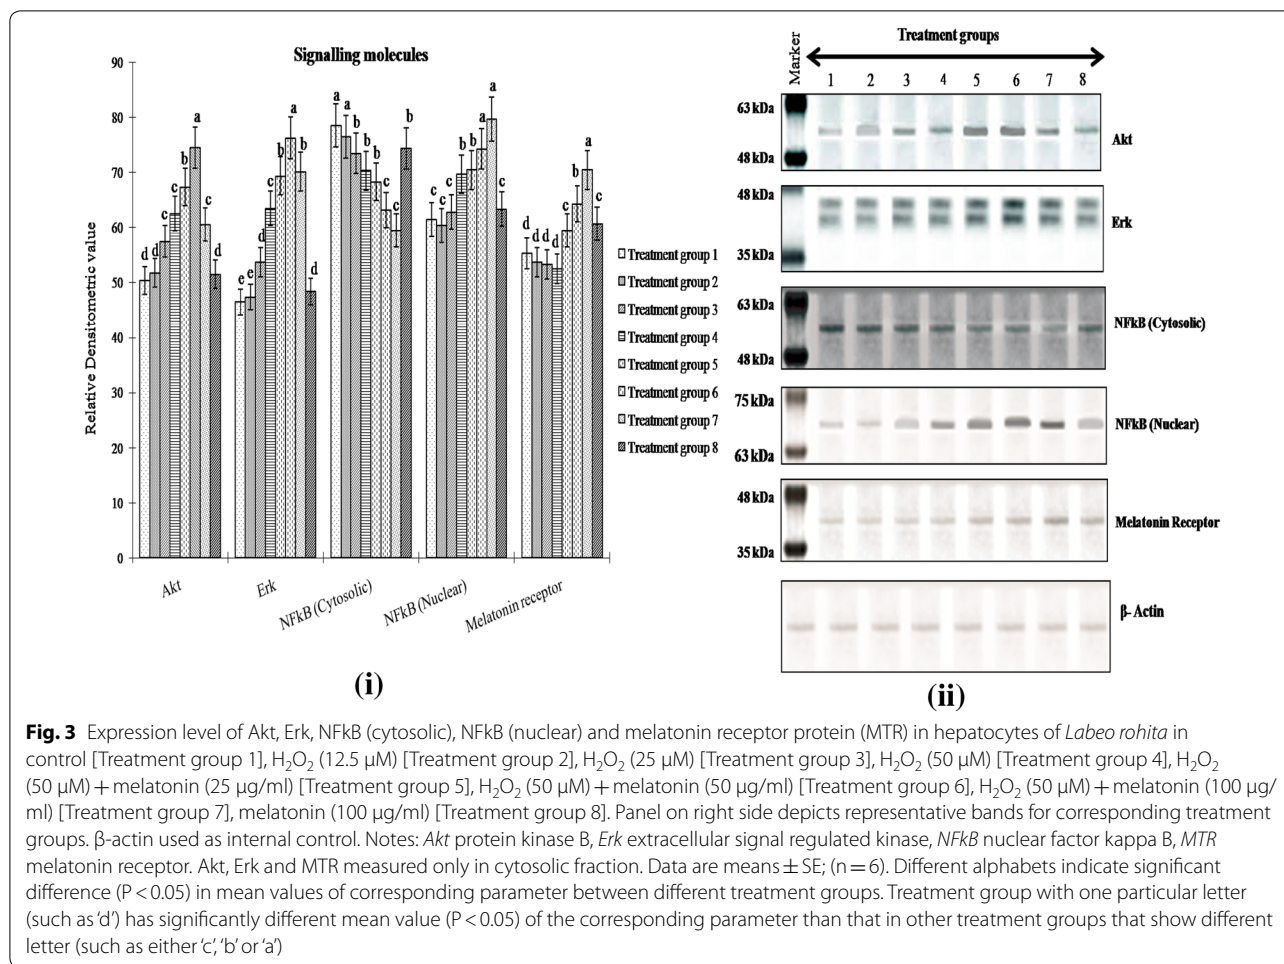 Signalling molecules
90
80
70
60
50
40
30
20
10
0
Relative Densitometric value
d d c c b a c d
e e d c b a b d
a a b b b c c b
c c c b b a a c
d d d d c b a c
Akt
Erk
NFkB (Cytosolic)
NFkB (Nuclear)
Melatonin receptor
Treatment group 1
Treatment group 2
Treatment group 3
Treatment group 4
Treatment group 5
Treatment group 6
Treatment group 7
Treatment group 8
(i)
Treatment groups
Marker
1 2 3 4 5 6 7 8
63 kDa
48 kDa
Akt
48 kDa
35 kDa
Erk
63 kDa
48 kDa
NFkB (Cytosolic)
75 kDa
63 kDa
NFkB (Nuclear)
48 kDa
35 kDa
Melatonin Receptor
β- Actin
(ii)
Fig. 3 Expression level of Akt, Erk, NFkB (cytosolic), NFkB (nuclear) and melatonin receptor protein (MTR) in hepatocytes of Labeo rohita in
control [Treatment group 1], H₂O₂ (12.5 μM) [Treatment group 2], H₂O₂ (25 μM) [Treatment group 3], H₂O₂ (50 μM) [Treatment group 4], H₂O₂
(50 μM) + melatonin (25 μg/ml) [Treatment group 5], H₂O₂ (50 μM) + melatonin (50 μg/ml) [Treatment group 6], H₂O₂ (50 μM) + melatonin (100 μg/
ml) [Treatment group 7], melatonin (100 μg/ml) [Treatment group 8]. Panel on right side depicts representative bands for corresponding treatment
groups. β-actin used as internal control. Notes: Akt protein kinase B, Erk extracellular signal regulated kinase, NFkB nuclear factor kappa B, MTR
melatonin receptor. Akt, Erk and MTR measured only in cytosolic fraction. Data are means ± SE; (n = 6). Different alphabets indicate significant
difference (P < 0.05) in mean values of corresponding parameter between different treatment groups. Treatment group with one particular letter
(such as ‘d’) has significantly different mean value (P < 0.05) of the corresponding parameter than that in other treatment groups that show different
letter (such as either ‘c’, ‘b’ or ‘a’)